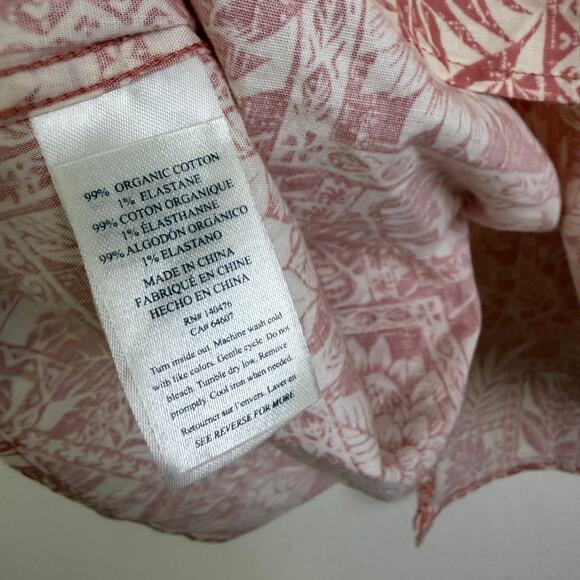 99% ORGANIC COTTON
1% ELASTANE
99% COTON ORGANIQUE
1% ÉLASTHANNE
99% ALGODÓN ORGÁNICO
1% ELASTANO
MADE IN CHINA
FABRIQUÉ EN CHINE
HECHO EN CHINA
RN# 140476
CA# 64607
Turn inside out. Machine wash cold
with like colors. Gentle cycle. Do not
bleach. Tumble dry low. Remove
promptly. Cool iron when needed.
Retourner sur l'envers. Laver en
SEE REVERSE FOR MORE